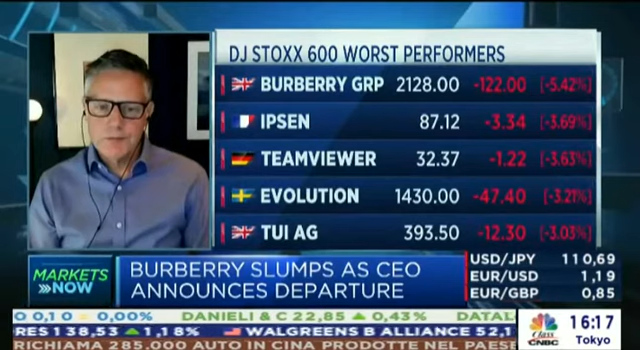 DJ STOXX 600 WORST PERFORMERS
BURBERRY GRP 2128.00 -122.00 [-5.42%]
IPSEN 87.12 -3.34 [-3.69%]
TEAMVIEWER 32.37 -1.22 [-3.63%]
EVOLUTION 1430.00 -47.40 [-3.21%]
TUI AG 393.50 -12.30 [-3.03%]
MARKETS NOW
BURBERRY SLUMPS AS CEO
ANNOUNCES DEPARTURE
USD/JPY 110,69
EUR/USD 1,19
EUR/GBP 0,85
0 0,10 0,00% DANIELI & C 22,85 0,43% DATAL
RES 138,53 1,18% WALGREENS B ALLIANCE 52,1
RICHIAMA 285.000 AUTO IN CINA PRODOTTE NEL PAESE
Class CNBC
16:17
Tokyo